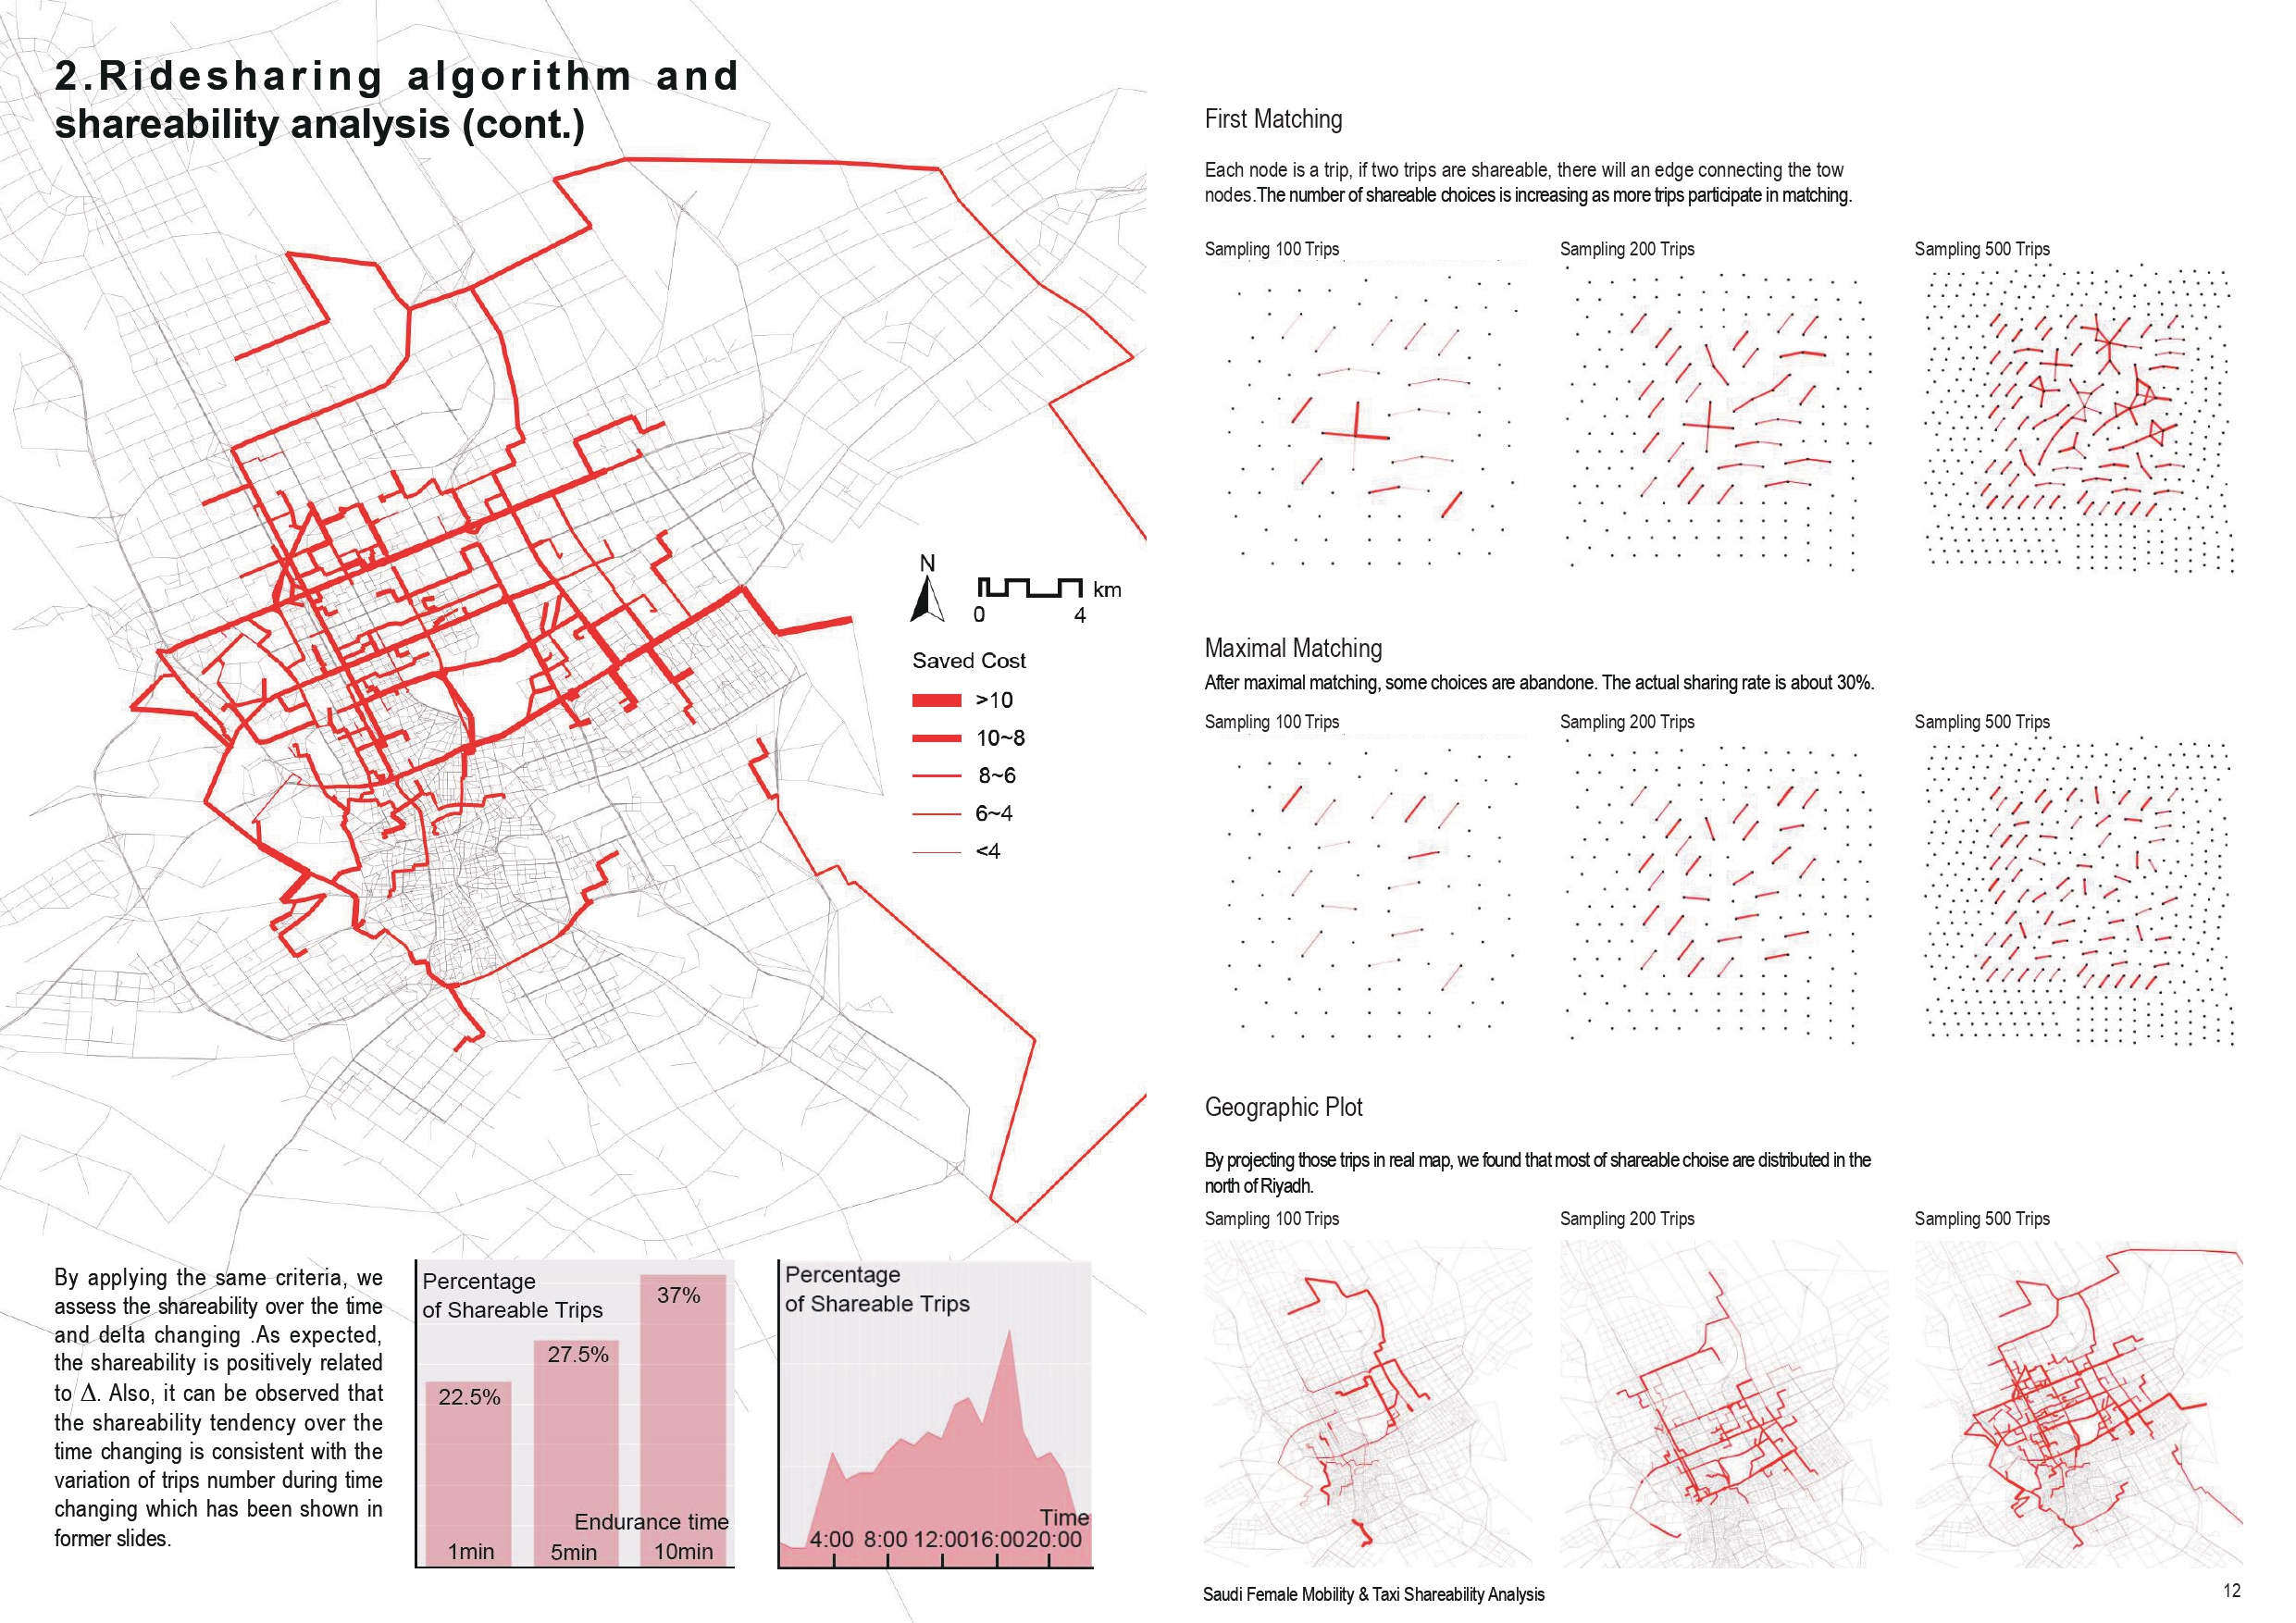 2.Ridesharing algorithm and
shareability analysis (cont.)
N
km
0
4
Saved Cost
>10
10~8
8~6
6~4
<4
By applying the same criteria, we
assess the shareability over the time
and delta changing .As expected,
the shareability is positively related
to Δ. Also, it can be observed that
the shareability tendency over the
time changing is consistent with the
variation of trips number during time
changing which has been shown in
former slides.
Percentage
of Shareable Trips
22.5%
27.5%
37%
Endurance time
1min
5min
10min
Percentage
of Shareable Trips
Time
4:00 8:00 12:00 16:00 20:00
First Matching
Each node is a trip, if two trips are shareable, there will an edge connecting the tow
nodes.The number of shareable choices is increasing as more trips participate in matching.
Sampling 100 Trips
Sampling 200 Trips
Sampling 500 Trips
Maximal Matching
After maximal matching, some choices are abandone. The actual sharing rate is about 30%.
Sampling 100 Trips
Sampling 200 Trips
Sampling 500 Trips
Geographic Plot
By projecting those trips in real map, we found that most of shareable choise are distributed in the
north of Riyadh.
Sampling 100 Trips
Sampling 200 Trips
Sampling 500 Trips
Saudi Female Mobility & Taxi Shareability Analysis
12